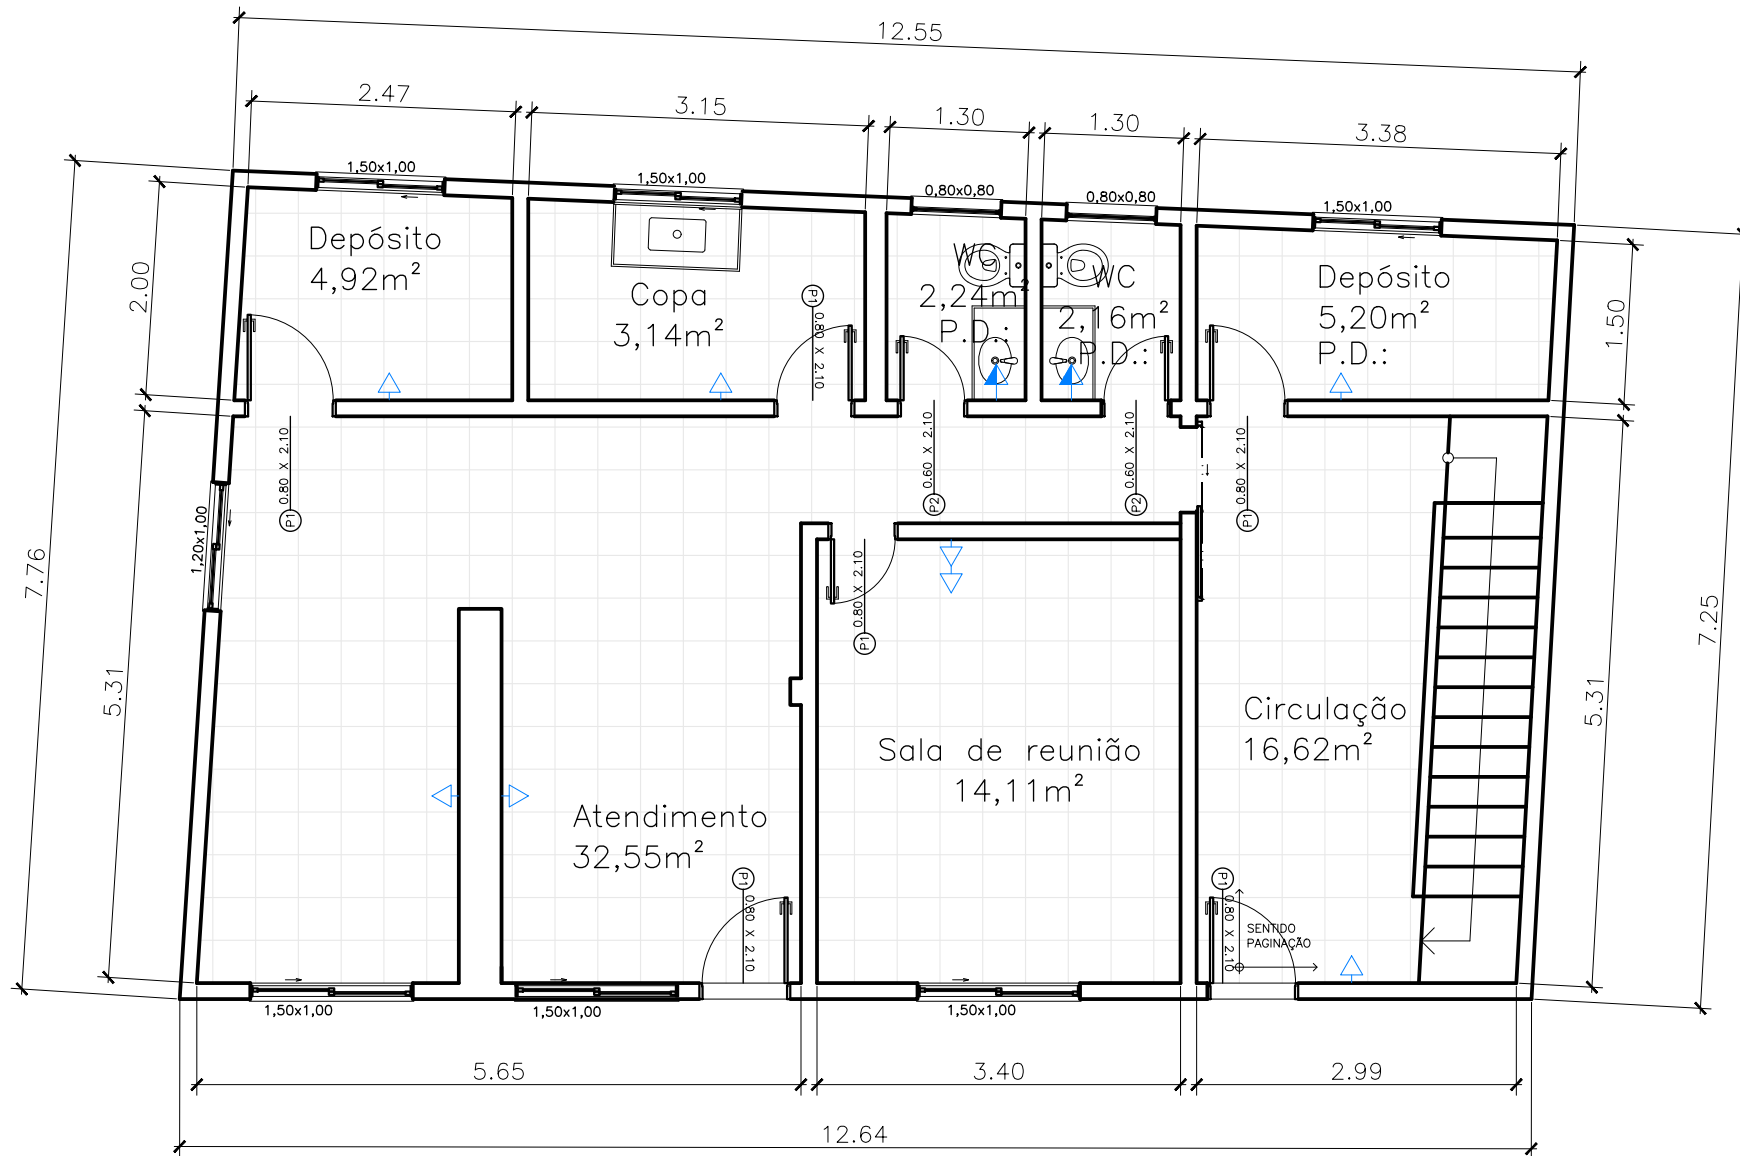 12.55
2.47
3.15
1.30
1.30
3.38
1,50x1,00
1,50x1,00
0,80x0,80
0,80x0,80
1,50x1,00
Depósito
4,92m²
Copa
3,14m²
WC
2,24m²
P.D.:
WC
2,16m²
P.D.:
Depósito
5,20m²
P.D.:
2.00
1.50
P1 0.80 X 2.10
P1 0.80 X 2.10
P2 0.60 X 2.10
P2 0.60 X 2.10
P1 0.80 X 2.10
1,20x1,00
7.76
5.31
P1 0.80 X 2.10
7.25
5.31
Circulação
16,62m²
Sala de reunião
14,11m²
Atendimento
32,55m²
P1 0.80 X 2.10
P1 0.80 X 2.10
SENTIDO
PAGINAÇÃO
1,50x1,00
1,50x1,00
1,50x1,00
5.65
3.40
2.99
12.64